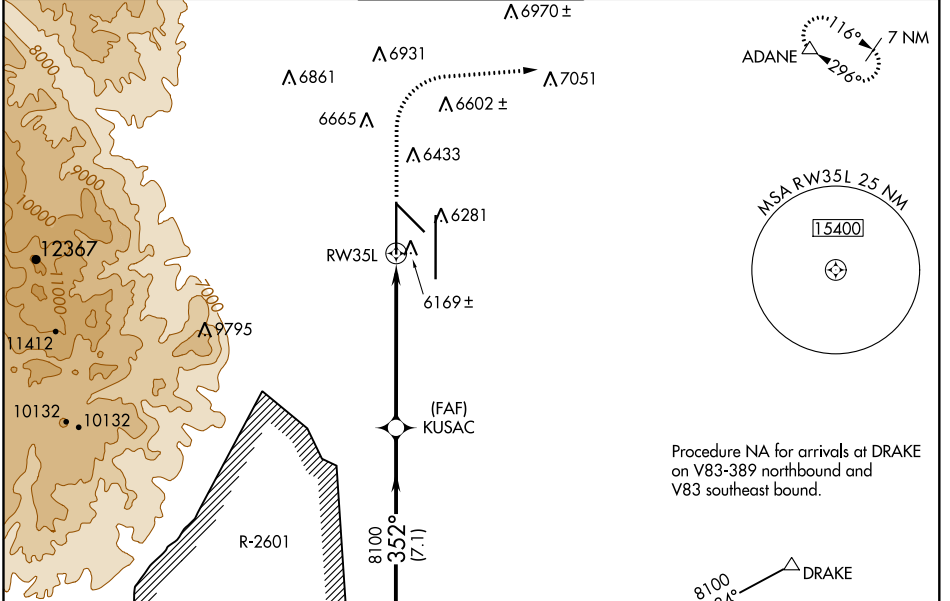 6970 ±
116°
7 NM
ADANE
296°
8000
6931
6861
7051
6602 ±
6665
6433
9000
10000
MSA RW35L 25 NM
15400
6281
12367
RW35L
11000
7000
6169 ±
9795
11412
10132
10132
(FAF)
KUSAC
Procedure NA for arrivals at DRAKE
on V83-389 northbound and
V83 southeast bound.
R-2601
8100
352°
(7.1)
DRAKE
8100